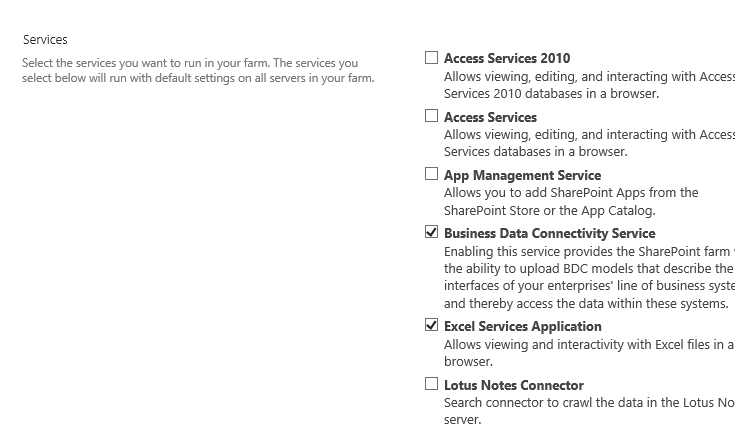 Services
Select the services you want to run in your farm. The services you
select below will run with default settings on all servers in your farm.
Access Services 2010
Allows viewing, editing, and interacting with Access
Services 2010 databases in a browser.
Access Services
Allows viewing, editing, and interacting with Access
Services databases in a browser.
App Management Service
Allows you to add SharePoint Apps from the
SharePoint Store or the App Catalog.
Business Data Connectivity Service
Enabling this service provides the SharePoint farm
the ability to upload BDC models that describe the
interfaces of your enterprises' line of business syste
and thereby access the data within these systems.
Excel Services Application
Allows viewing and interactivity with Excel files in a
browser.
Lotus Notes Connector
Search connector to crawl the data in the Lotus No
server.